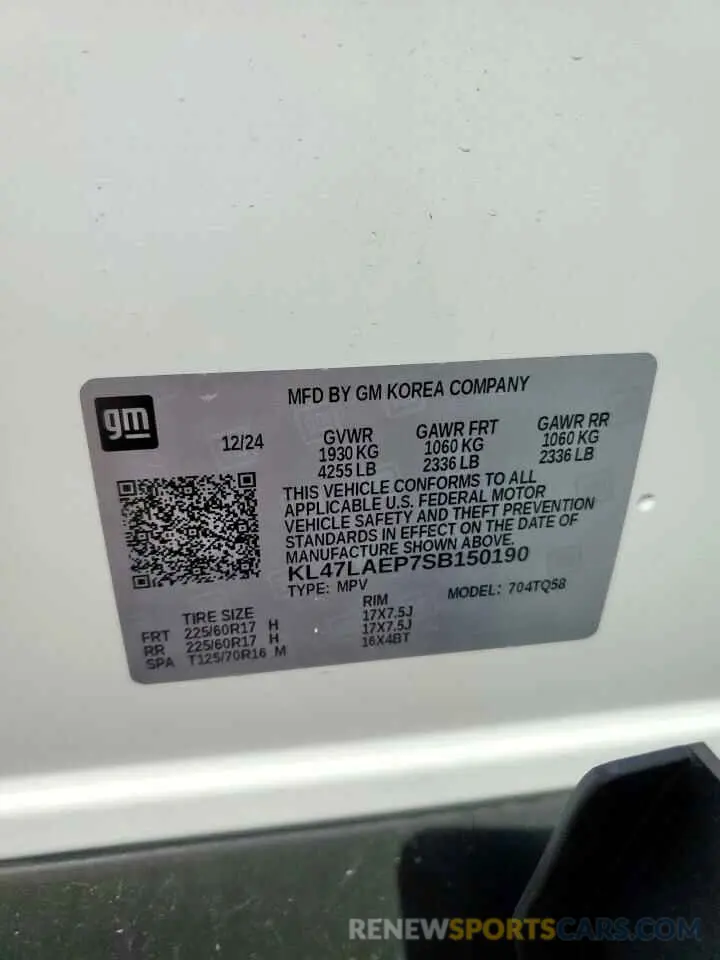 MFD BY GM KOREA COMPANY
gm
12/24
GVWR GAWR FRT GAWR RR
1930 KG 1060 KG 1060 KG
4255 LB 2336 LB 2336 LB
THIS VEHICLE CONFORMS TO ALL
APPLICABLE U.S. FEDERAL MOTOR
VEHICLE SAFETY AND THEFT PREVENTION
STANDARDS IN EFFECT ON THE DATE OF
MANUFACTURE SHOWN ABOVE.
KL47LAEP7SB150190
TYPE: MPV MODEL: 704TQ58
TIRE SIZE RIM
FRT 225/60R17 H 17X7.5J
RR 225/60R17 H 17X7.5J
SPA T125/70R16 M 16X4BT
RENEWSPORTSCARS.COM